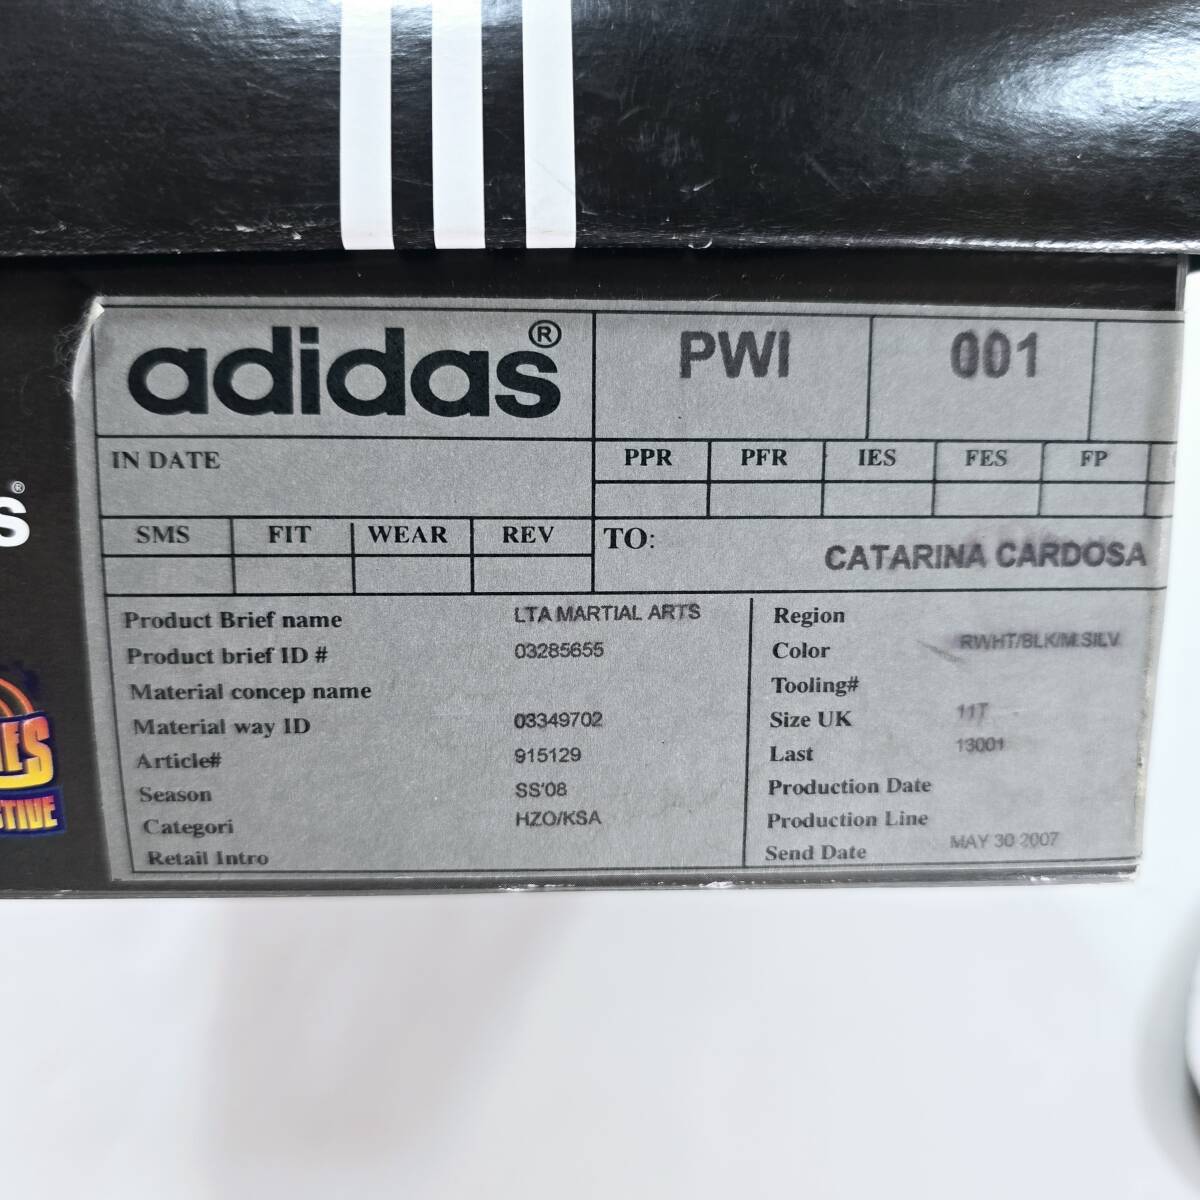 adidas®
PWI
001
IN DATE
PPR PFR IES FES FP
SMS FIT WEAR REV
TO: CATARINA CARDOSA
Product Brief name LTA MARTIAL ARTS
Product brief ID # 03285655
Material concep name
Material way ID 03349702
Article# 915129
Season SS'08
Categori HZO/KSA
Retail Intro
Region
Color RWHT/BLK/M.SILV
Tooling#
Size UK 11T
Last 13001
Production Date
Production Line
Send Date MAY 30 2007
S®